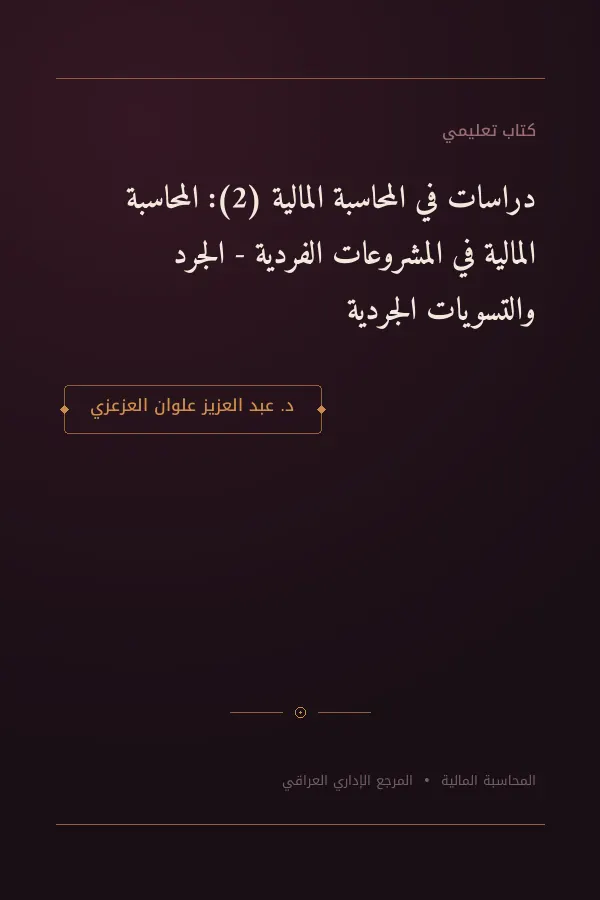 كتاب تعليمي
دراسات في المحاسبة المالية (2): المحاسبة
المالية في المشروعات الفردية - الجرد
والتسويات الجردية
د. عبد العزيز علوان العزعزي
المحاسبة المالية • المرجع الإداري العراقي